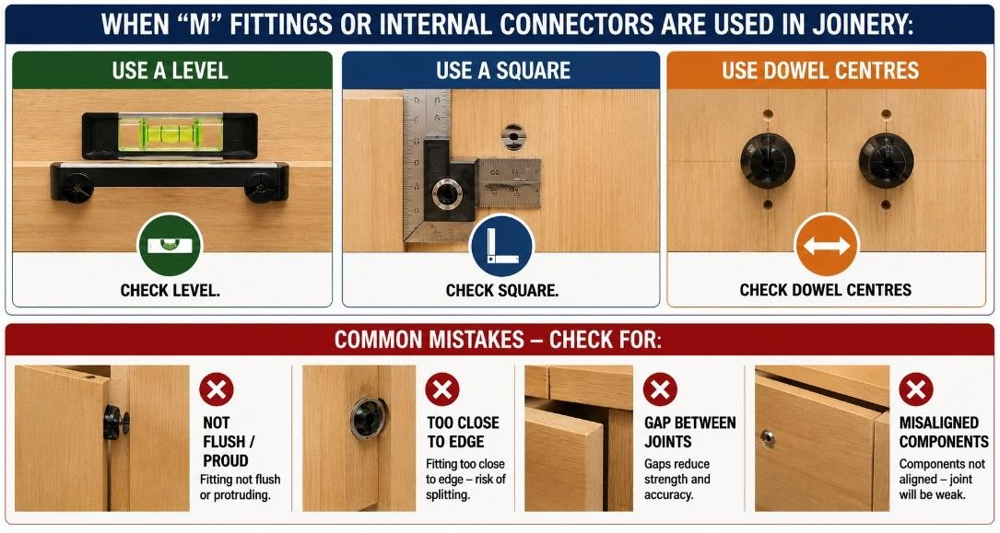 WHEN “M” FITTINGS OR INTERNAL CONNECTORS ARE USED IN JOINERY:
USE A LEVEL
CHECK LEVEL.
USE A SQUARE
CHECK SQUARE.
USE DOWEL CENTRES
CHECK DOWEL CENTRES
COMMON MISTAKES – CHECK FOR:
NOT
FLUSH /
PROUD
Fitting not flush
or protruding.
TOO CLOSE
TO EDGE
Fitting too close
to edge – risk of
splitting.
GAP BETWEEN
JOINTS
Gaps reduce
strength and
accuracy.
MISALIGNED
COMPONENTS
Components not
aligned – joint
will be weak.